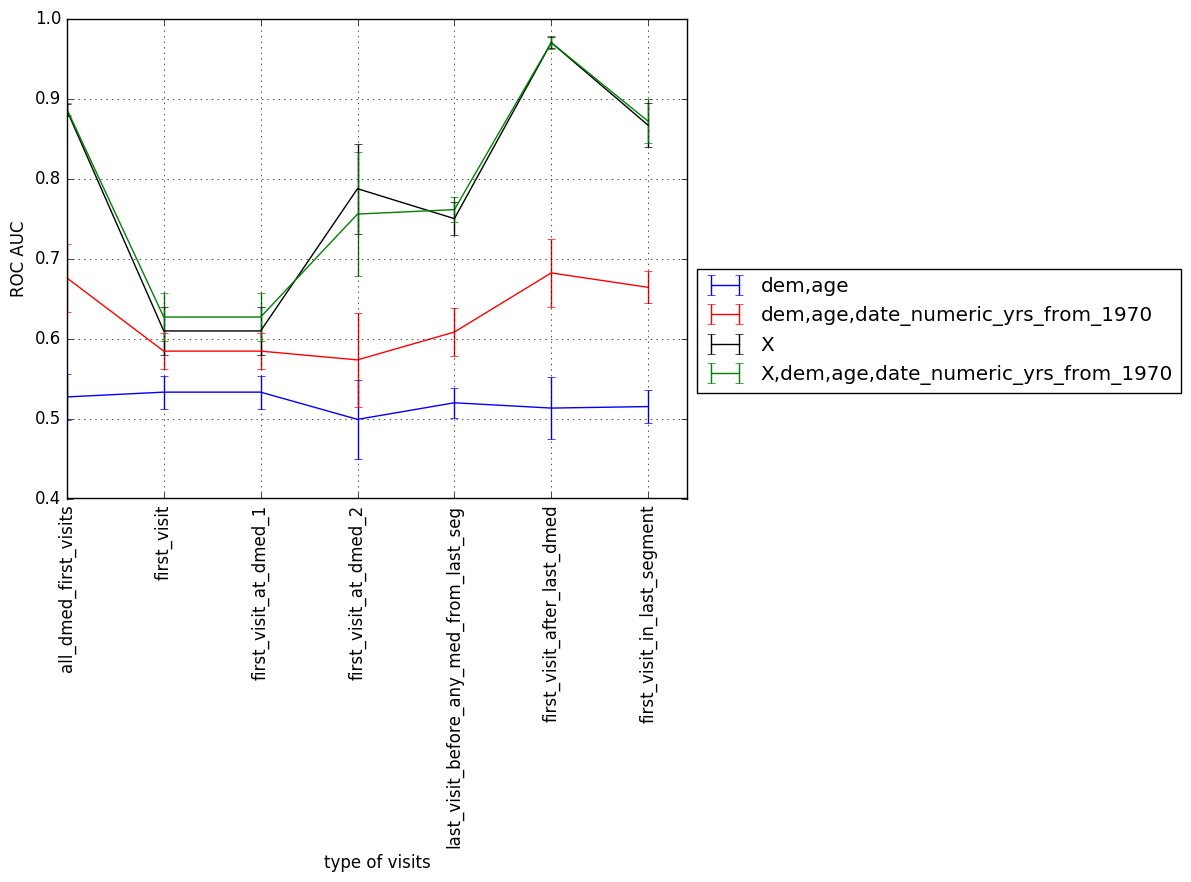 1.0
0.9
0.8
0.7
0.6
0.5
0.4
ROC AUC
all_dmed_first_visits
first_visit
first_visit_at_dmed_1
first_visit_at_dmed_2
last_visit_before_any_med_from_last_seg
first_visit_after_last_dmed
first_visit_in_last_segment
type of visits
dem,age
dem,age,date_numeric_yrs_from_1970
X
X,dem,age,date_numeric_yrs_from_1970